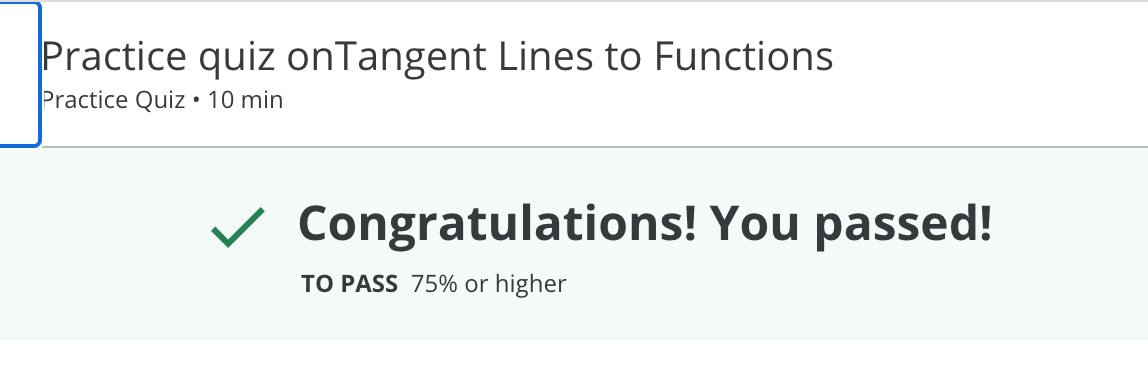 Practice quiz onTangent Lines to Functions
Practice Quiz • 10 min
Congratulations! You passed!
TO PASS 75% or higher